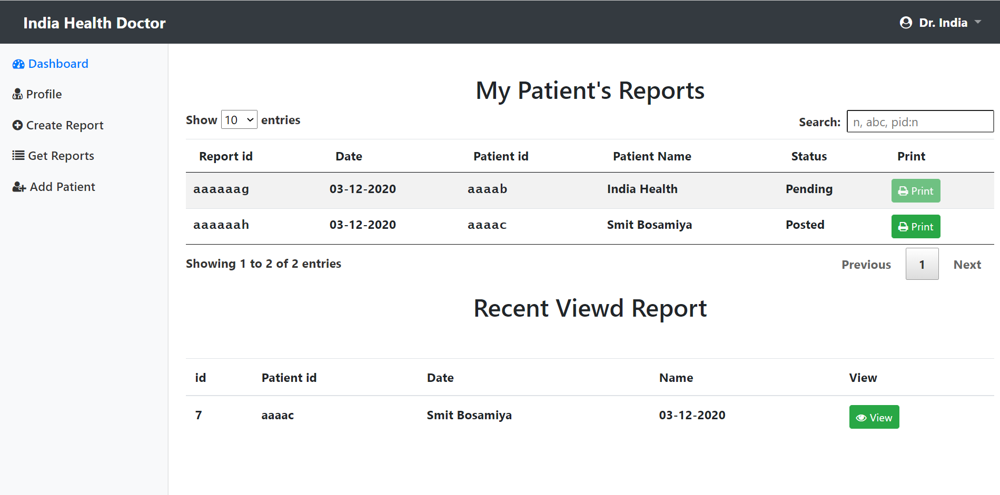 India Health Doctor
Dr. India
Dashboard
Profile
Create Report
Get Reports
Add Patient
My Patient's Reports
Show 10 entries
Search: n, abc, pid:n
Report id Date Patient id Patient Name Status Print
aaaaaag 03-12-2020 aaaab India Health Pending Print
aaaaaah 03-12-2020 aaaac Smit Bosamiya Posted Print
Showing 1 to 2 of 2 entries
Previous 1 Next
Recent Viewd Report
id Patient id Date Name View
7 aaaac Smit Bosamiya 03-12-2020 View